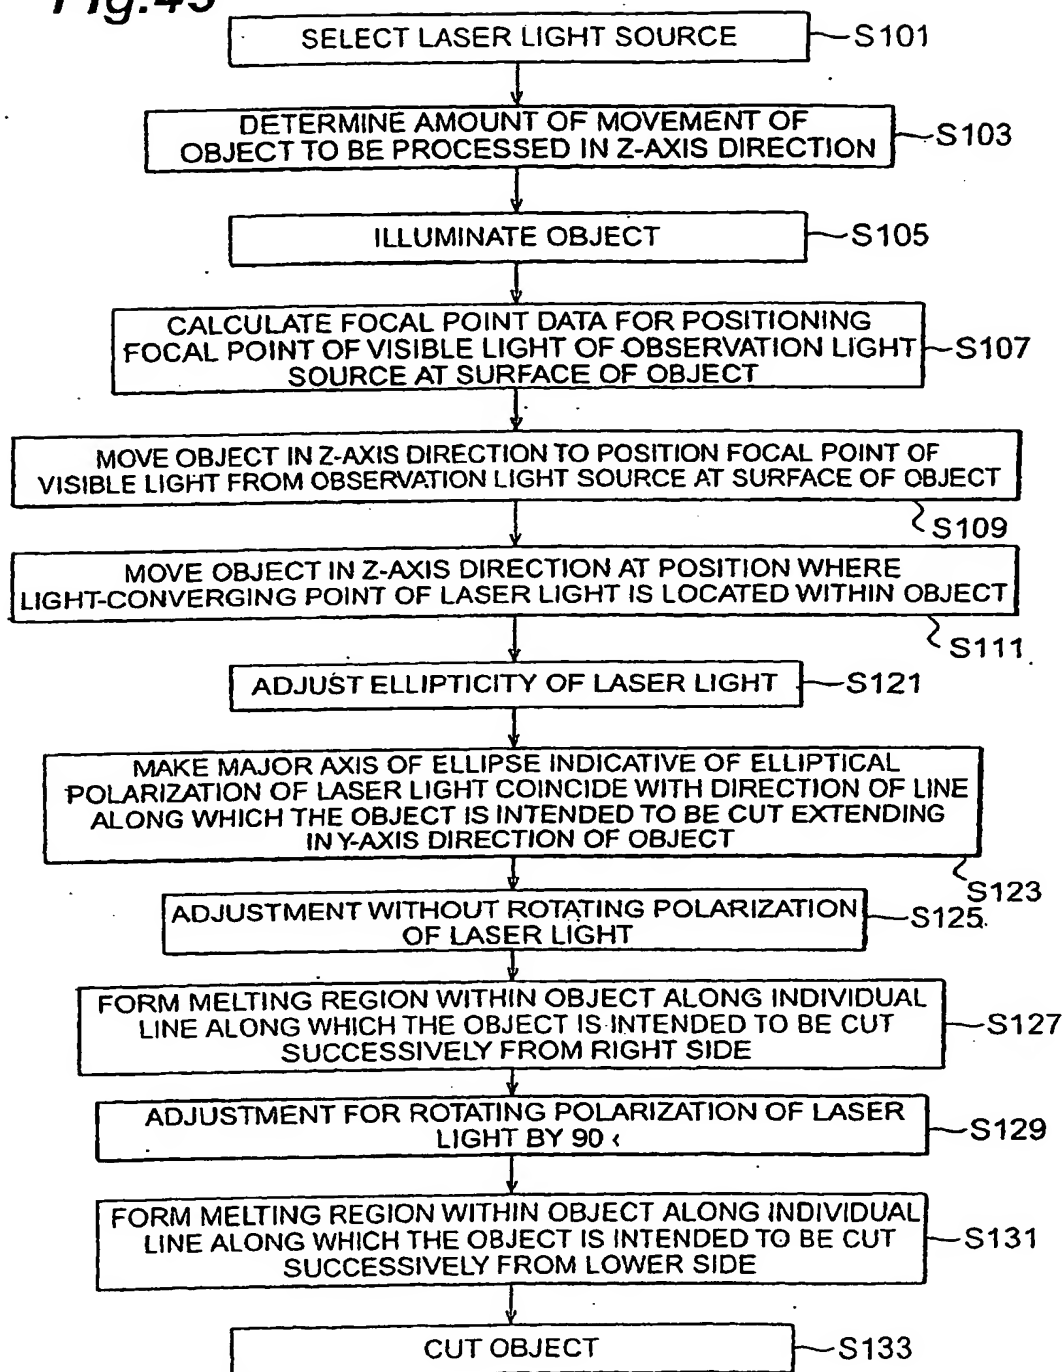 Fig.43
SELECT LASER LIGHT SOURCE
S101
DETERMINE AMOUNT OF MOVEMENT OF
OBJECT TO BE PROCESSED IN Z-AXIS DIRECTION
S103
ILLUMINATE OBJECT
S105
CALCULATE FOCAL POINT DATA FOR POSITIONING
FOCAL POINT OF VISIBLE LIGHT OF OBSERVATION LIGHT
SOURCE AT SURFACE OF OBJECT
S107
MOVE OBJECT IN Z-AXIS DIRECTION TO POSITION FOCAL POINT OF
VISIBLE LIGHT FROM OBSERVATION LIGHT SOURCE AT SURFACE OF OBJECT
S109
MOVE OBJECT IN Z-AXIS DIRECTION AT POSITION WHERE
LIGHT-CONVERGING POINT OF LASER LIGHT IS LOCATED WITHIN OBJECT
S111
ADJUST ELLIPTICITY OF LASER LIGHT
S121
MAKE MAJOR AXIS OF ELLIPSE INDICATIVE OF ELLIPTICAL
POLARIZATION OF LASER LIGHT COINCIDE WITH DIRECTION OF LINE
ALONG WHICH THE OBJECT IS INTENDED TO BE CUT EXTENDING
IN Y-AXIS DIRECTION OF OBJECT
S123
ADJUSTMENT WITHOUT ROTATING POLARIZATION
OF LASER LIGHT
S125
FORM MELTING REGION WITHIN OBJECT ALONG INDIVIDUAL
LINE ALONG WHICH THE OBJECT IS INTENDED TO BE CUT
SUCCESSIVELY FROM RIGHT SIDE
S127
ADJUSTMENT FOR ROTATING POLARIZATION OF LASER
LIGHT BY 90
S129
FORM MELTING REGION WITHIN OBJECT ALONG INDIVIDUAL
LINE ALONG WHICH THE OBJECT IS INTENDED TO BE CUT
SUCCESSIVELY FROM LOWER SIDE
S131
CUT OBJECT
S133